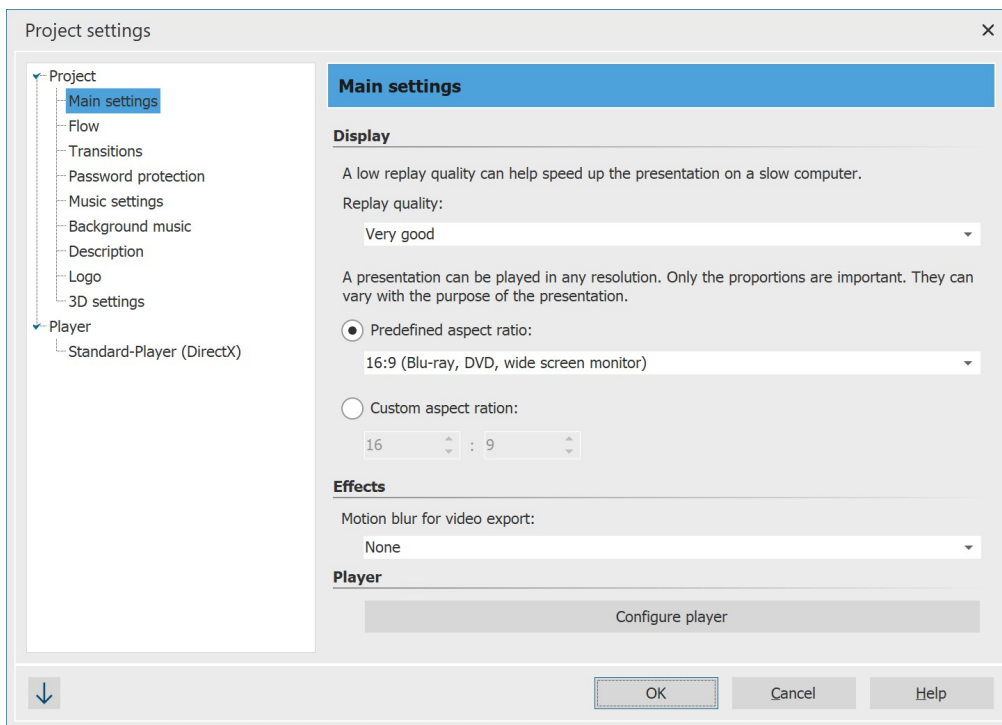 Project settings
Project
Main settings
Flow
Transitions
Password protection
Music settings
Background music
Description
Logo
3D settings
Player
Standard-Player (DirectX)
Main settings
Display
A low replay quality can help speed up the presentation on a slow computer.
Replay quality:
Very good
A presentation can be played in any resolution. Only the proportions are important. They can
vary with the purpose of the presentation.
Predefined aspect ratio:
16:9 (Blu-ray, DVD, wide screen monitor)
Custom aspect ration:
16 : 9
Effects
Motion blur for video export:
None
Player
Configure player
OK Cancel Help